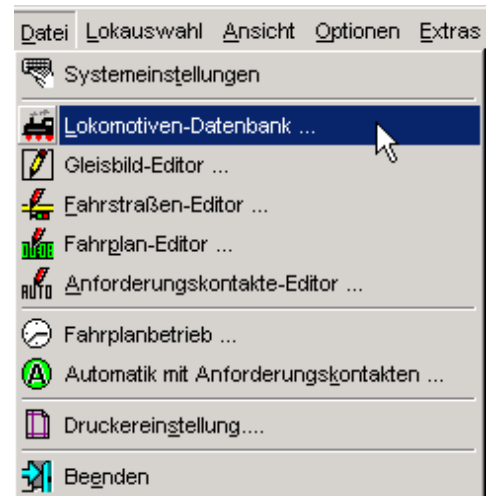 Datei Lokauswahl Ansicht Optionen Extras
Systemeinstellungen
Lokomotiven-Datenbank ...
Gleisbild-Editor ...
Fahrstraßen-Editor ...
Fahrplan-Editor ...
AUTO Anforderungskontakte-Editor ...
Fahrplanbetrieb ...
A Automatik mit Anforderungskontakten ...
Druckereinstellung....
Beenden